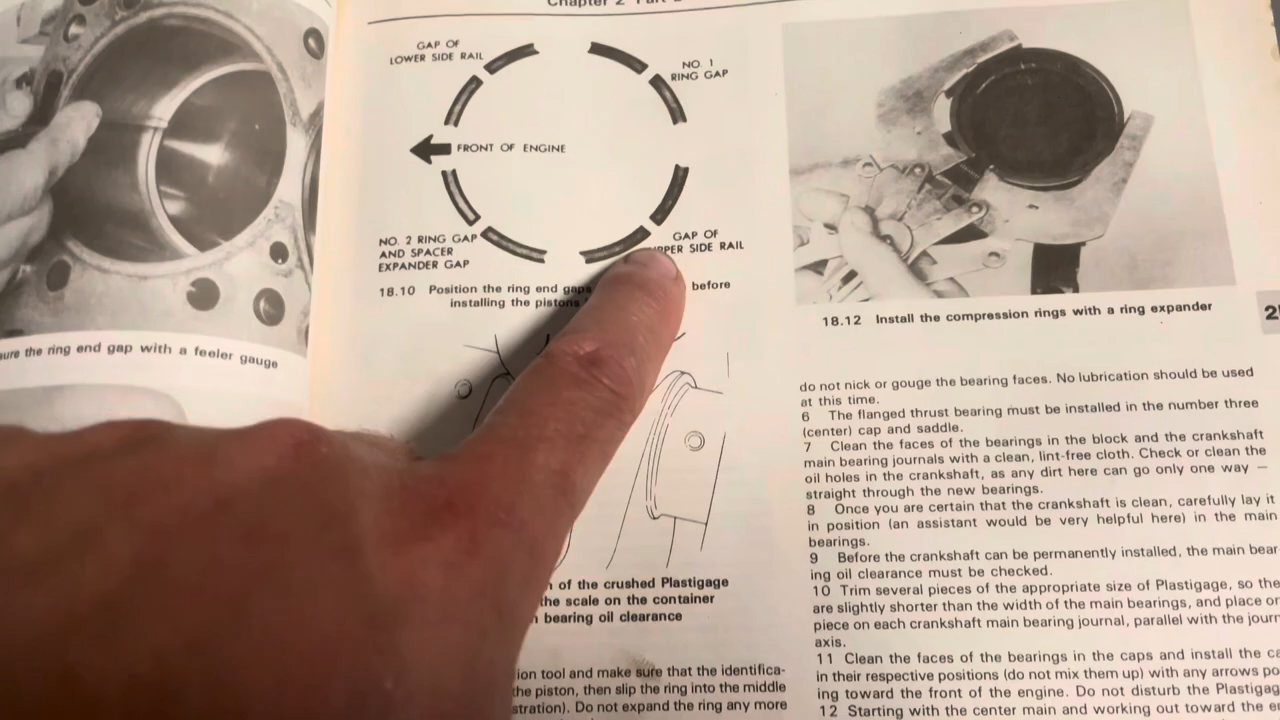 Chapter 2
GAP OF
LOWER SIDE RAIL
NO. 1
RING GAP
FRONT OF ENGINE
NO. 2 RING GAP
AND SPACER
EXPANDER GAP
GAP OF
SIDE RAIL
18.10 Position the ring end gaps before
installing the pistons
the ring end gap with a feeler gauge
of the crushed Plastigage
the scale on the container
bearing oil clearance
tool and make sure that the identifica-
the piston, then slip the ring into the middle
Do not expand the ring any more
18.12 Install the compression rings with a ring expander
do not nick or gouge the bearing faces. No lubrication should be used
at this time.
6 The flanged thrust bearing must be installed in the number three
(center) cap and saddle.
7 Clean the faces of the bearings in the block and the crankshaft
main bearing journals with a clean, lint-free cloth. Check or clean the
oil holes in the crankshaft, as any dirt here can go only one way —
straight through the new bearings.
8 Once you are certain that the crankshaft is clean, carefully lay it
in position (an assistant would be very helpful here) in the main
bearings.
9 Before the crankshaft can be permanently installed, the main bear-
ing oil clearance must be checked.
10 Trim several pieces of the appropriate size of Plastigage, so
are slightly shorter than the width of the main bearings, and place
piece on each crankshaft main bearing journal, parallel with the
axis.
11 Clean the faces of the bearings in the caps and install the
in their respective positions (do not mix them up) with any arrows
ing toward the front of the engine. Do not disturb the
12 Starting with the center main and working out toward the